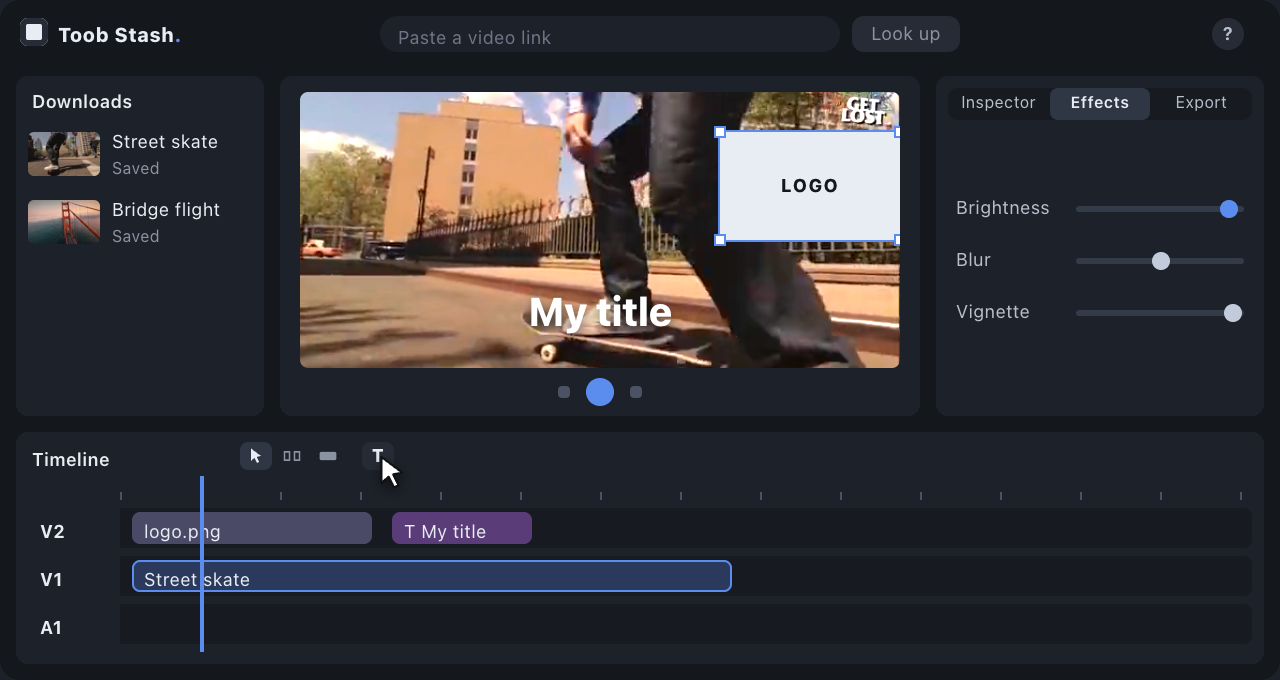 Toob Stash.
Paste a video link
Look up
?
Downloads
Street skate
Saved
Bridge flight
Saved
GET
LOST
LOGO
My title
Inspector
Effects
Export
Brightness
Blur
Vignette
Timeline
T
V2
logo.png
T My title
V1
Street skate
A1